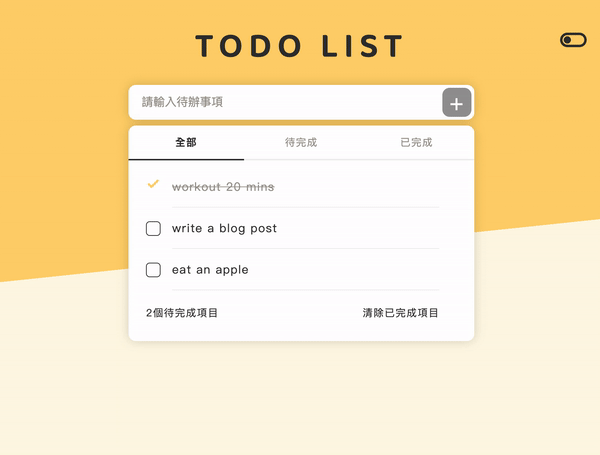 TODO LIST
請輸入待辦事項
全部 待完成 已完成
workout 20 mins
write a blog post
eat an apple
2個待完成項目 清除已完成項目